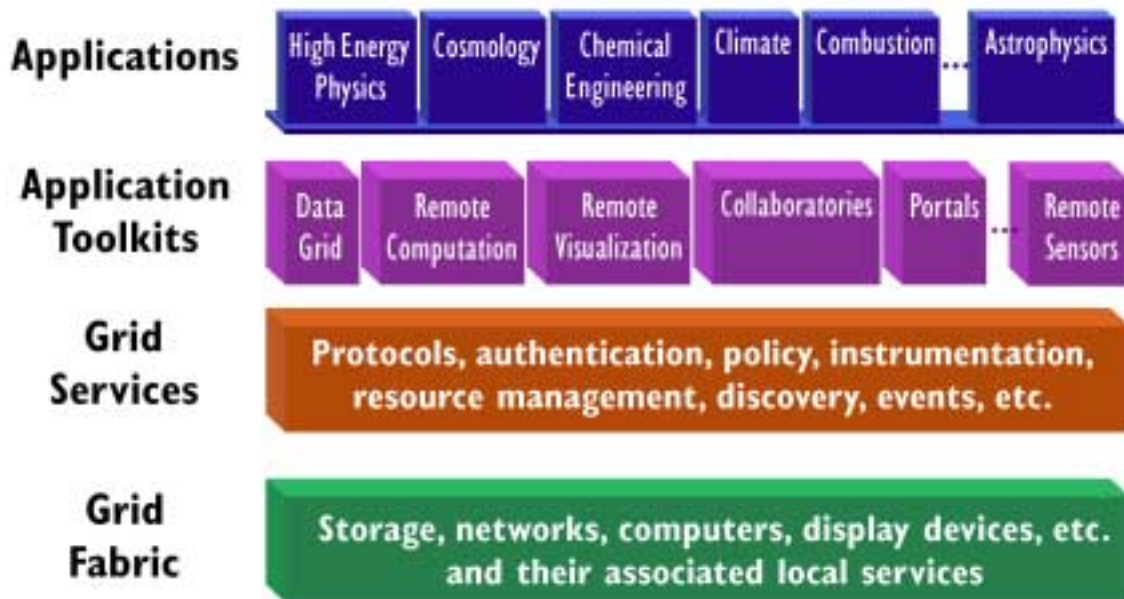 Applications
High Energy
Physics
Cosmology
Chemical
Engineering
Climate
Combustion
....
Astrophysics
Application
Toolkits
Data
Grid
Remote
Computation
Remote
Visualization
Collaboratories
Portals
...
Remote
Sensors
Grid
Services
Protocols, authentication, policy, instrumentation,
resource management, discovery, events, etc.
Grid
Fabric
Storage, networks, computers, display devices, etc.
and their associated local services